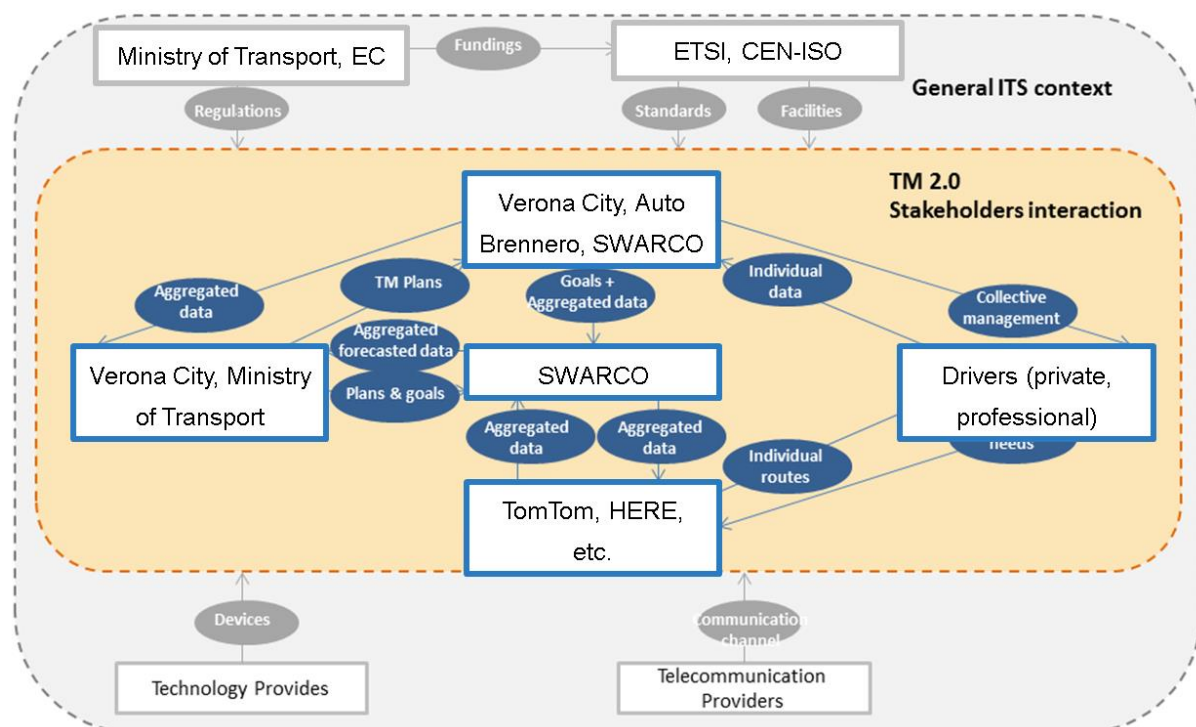 Ministry of Transport, EC
Fundings
ETSI, CEN-ISO
General ITS context
Regulations
Standards
Facilities
TM 2.0
Stakeholders interaction
Verona City, Auto
Brennero, SWARCO
Aggregated
data
TM Plans
Goals +
Aggregated data
Individual
data
Collective
management
Aggregated
forecasted data
Plans & goals
Verona City, Ministry
of Transport
SWARCO
Drivers (private,
professional)
needs
Aggregated
data
Aggregated
data
Individual
routes
TomTom, HERE,
etc.
Devices
Communication
channel
Technology Provides
Telecommunication
Providers